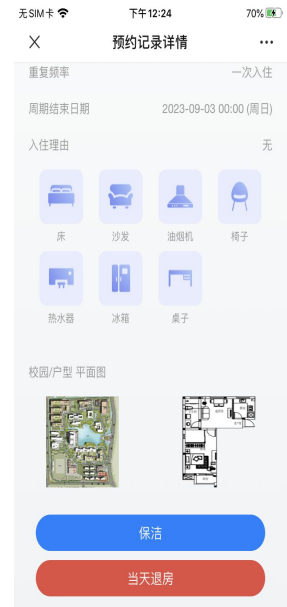 无SIM卡 下午12:24 70%
预约记录详情
重复频率 一次入住
周期结束日期 2023-09-03 00:00 (周日)
入住理由 无
床 沙发 油烟机 椅子
热水器 冰箱 桌子
校园/户型 平面图
保洁
当天退房